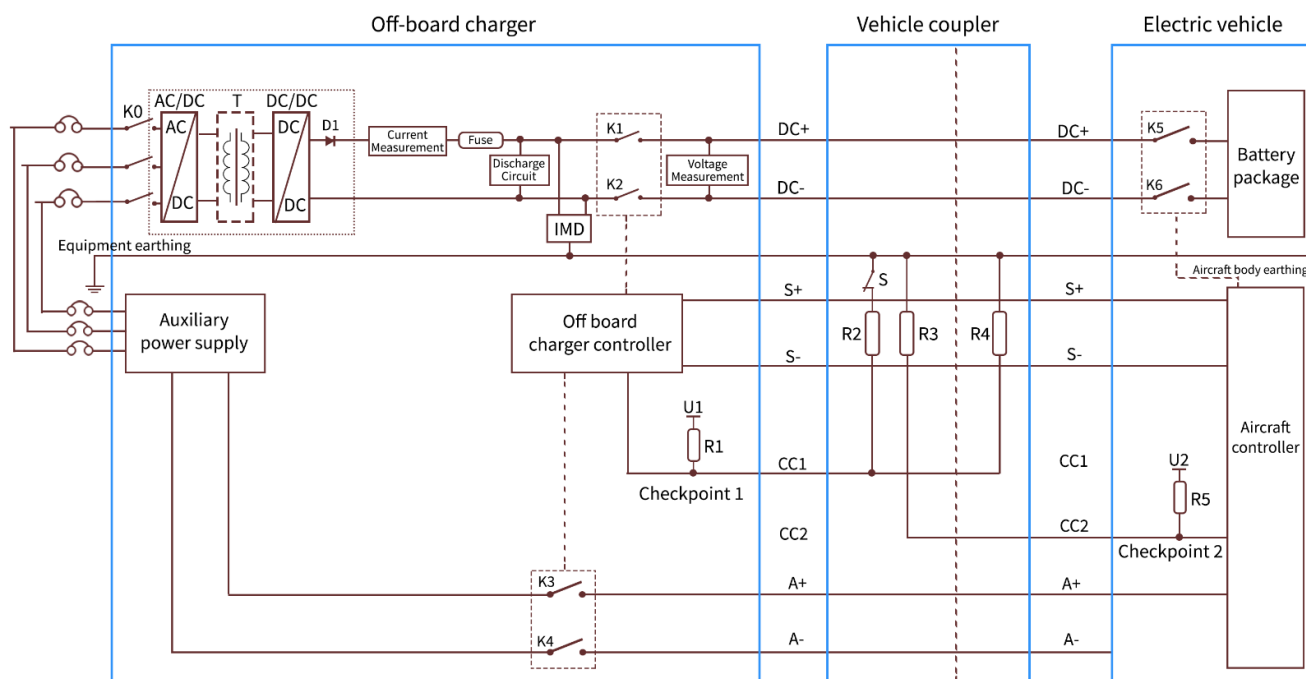 Off-board charger
Vehicle coupler
Electric vehicle
AC/DC
T
DC/DC
K0
AC
DC
DC
DC
D1
Current
Measurement
Fuse
Discharge
Circuit
K1
K2
Voltage
Measurement
IMD
DC+
DC-
DC+
DC-
K5
K6
Battery
package
Equipment earthing
Aircraft body earthing
Auxiliary
power supply
Off board
charger controller
S+
S-
S
R2
R3
R4
S+
S-
Aircraft
controller
U1
R1
Checkpoint 1
CC1
CC1
U2
R5
CC2
CC2
Checkpoint 2
K3
K4
A+
A-
A+
A-